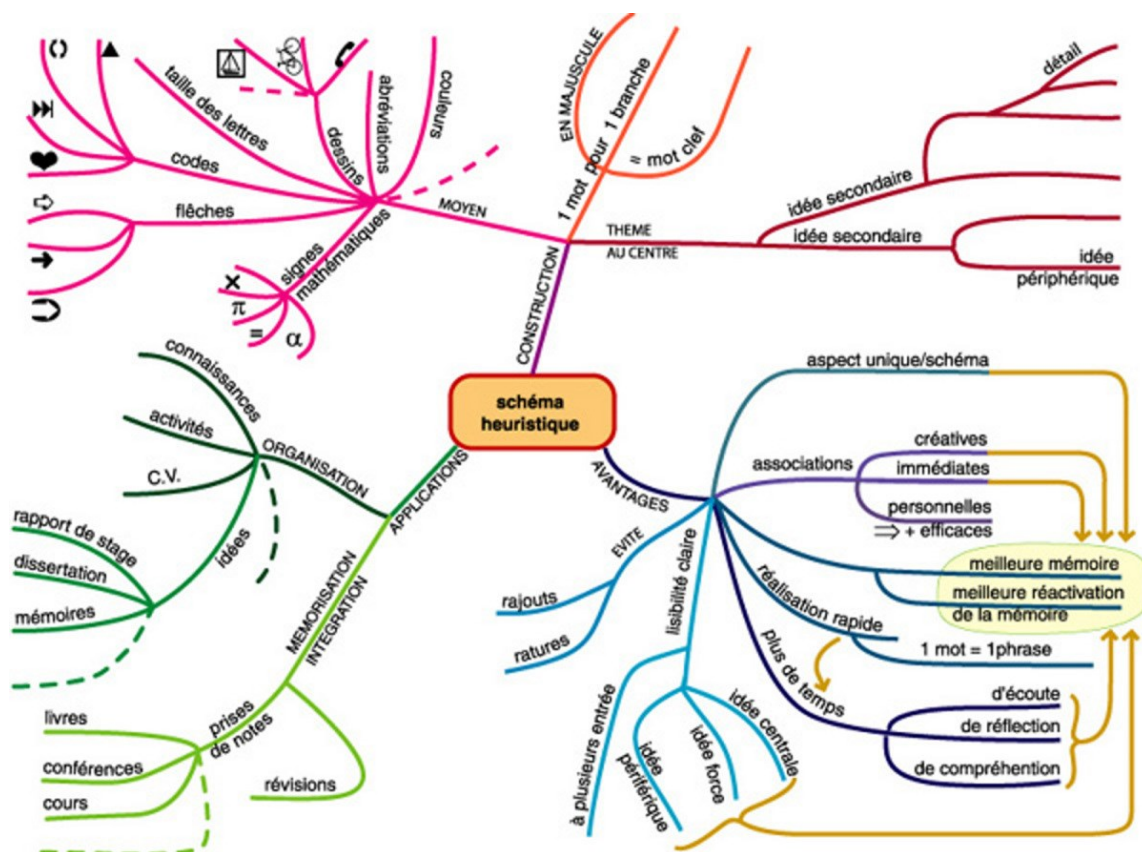 schéma
heuristique
CONSTRUCTION
MOYEN
couleurs
abréviations
dessins
taille des lettres
codes
flèches
signes
mathématiques
×
π
=
α
1 mot pour 1 branche
EN MAJUSCULE
= mot clef
THEME
AU CENTRE
idée secondaire
détail
idée secondaire
idée
périphérique
AVANTAGES
aspect unique/schéma
associations
créatives
immédiates
personnelles
⇒ + efficaces
meilleure mémoire
meilleure réactivation
de la mémoire
réalisation rapide
1 mot = 1phrase
plus de temps
d'écoute
de réflection
de compréhention
lisibilité claire
idée centrale
idée force
idée
périférique
à plusieurs entrée
EVITE
rajouts
ratures
APPLICATIONS
ORGANISATION
connaissances
activités
C.V.
idées
rapport de stage
dissertation
mémoires
MEMORISATION
INTEGRATION
prises
de notes
livres
conférences
cours
révisions